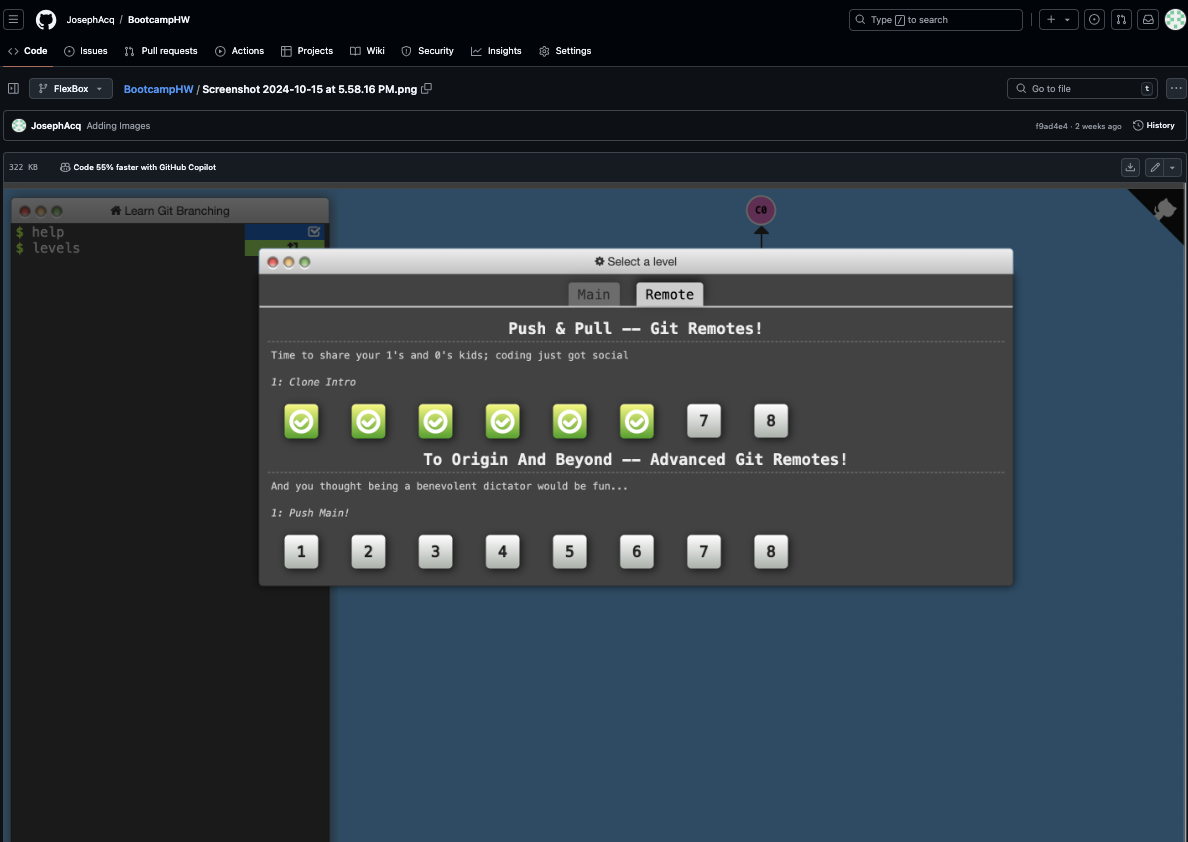 JosephAcq / BootcampHW
Type / to search
Code Issues Pull requests Actions Projects Wiki Security Insights Settings
FlexBox BootcampHW / Screenshot 2024-10-15 at 5.58.16 PM.png
Go to file t
JosephAcq Adding Images
f9ad4e4 · 2 weeks ago History
322 KB Code 55% faster with GitHub Copilot
Learn Git Branching
C0
$ help
$ levels
Select a level
Main Remote
Push & Pull -- Git Remotes!
Time to share your 1's and 0's kids; coding just got social
1: Clone Intro
7 8
To Origin And Beyond -- Advanced Git Remotes!
And you thought being a benevolent dictator would be fun...
1: Push Main!
1 2 3 4 5 6 7 8